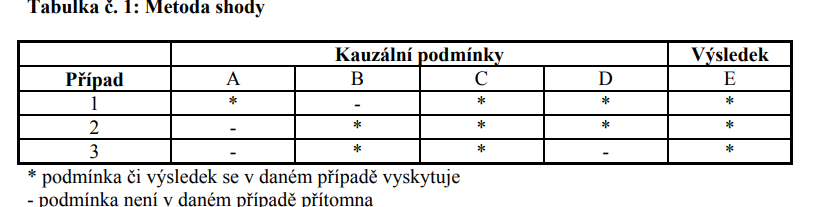 Tabulka č. 1: Metoda shody
Kauzální podmínky Výsledek
Případ A B C D E
1 * - * * *
2 - * * * *
3 - * * - *
* podmínka či výsledek se v daném případě vyskytuje
- podmínka není v daném případě přítomna